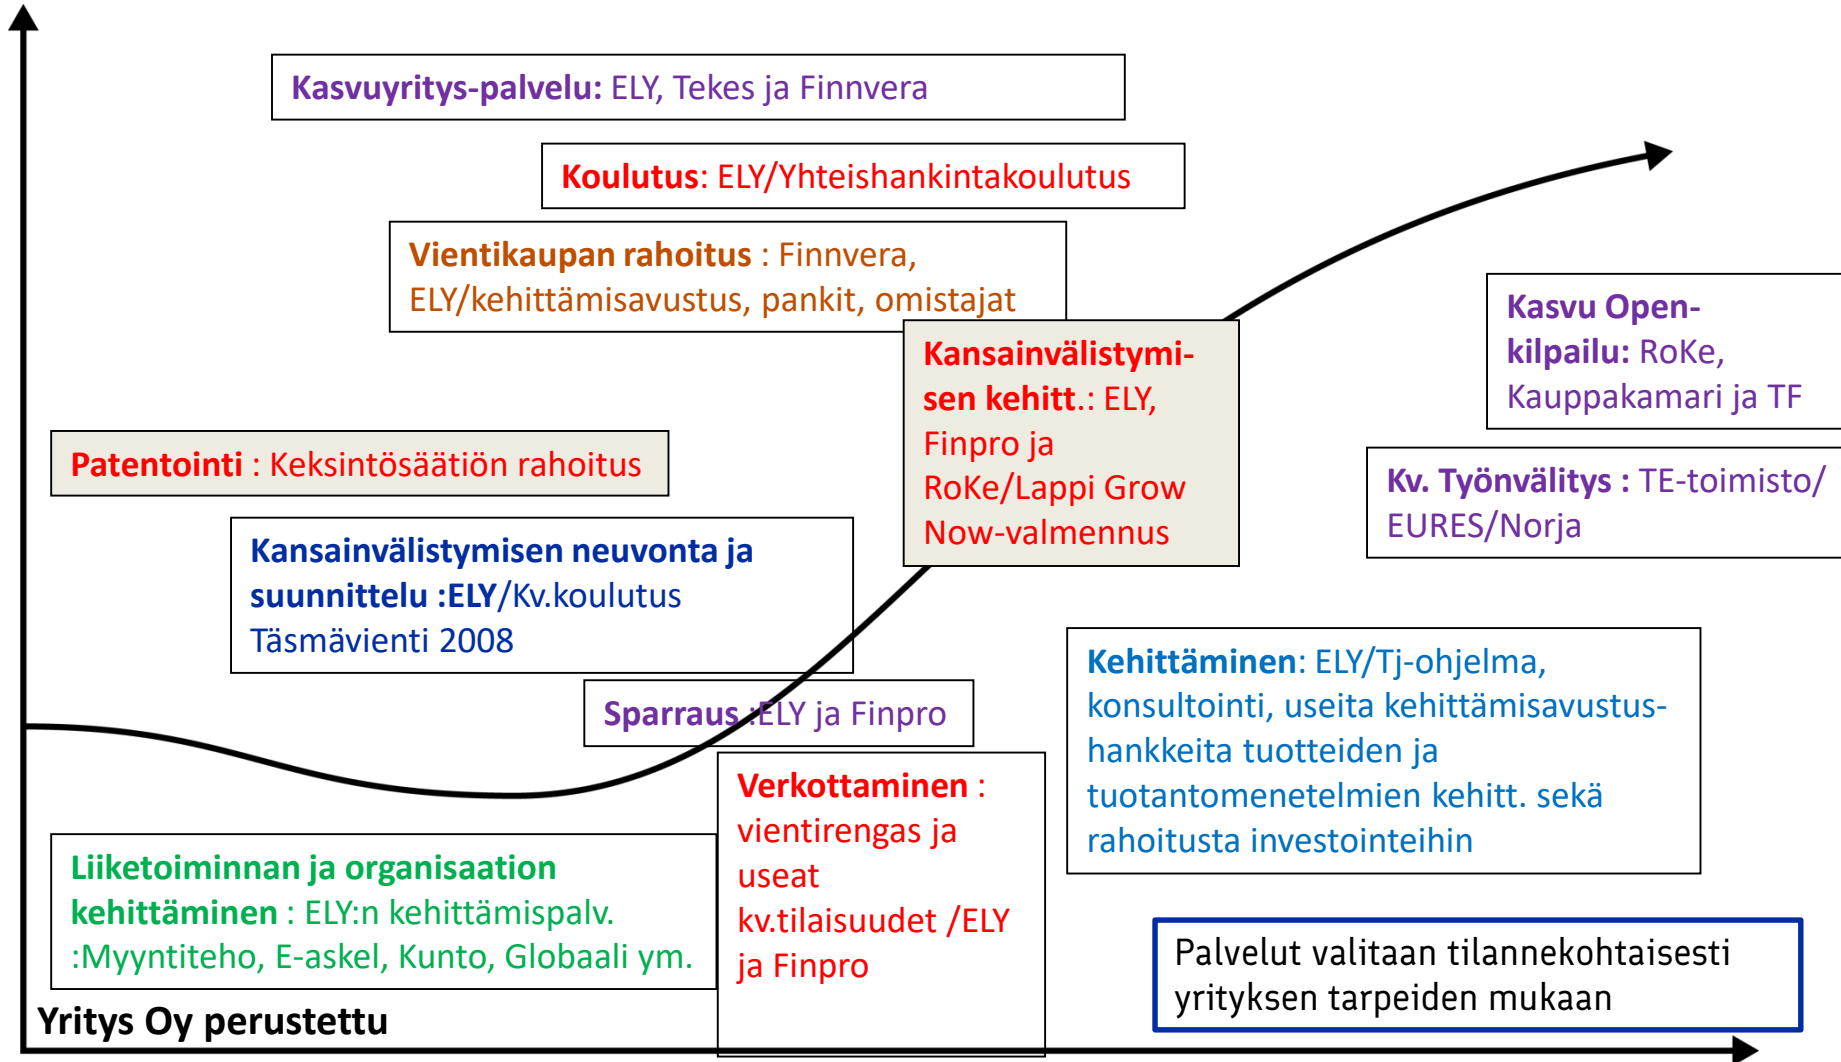 Kasvuyritys-palvelu: ELY, Tekes ja Finnvera
Koulutus: ELY/Yhteishankintakoulutus
Vientikaupan rahoitus : Finnvera,
ELY/kehittämisavustus, pankit, omistajat
Kansainvälistymi-
sen kehitt.: ELY,
Finpro ja
RoKe/Lappi Grow
Now-valmennus
Kasvu Open-
kilpailu: RoKe,
Kauppakamari ja TF
Patentointi : Keksintösäätiön rahoitus
Kv. Työnvälitys : TE-toimisto/
EURES/Norja
Kansainvälistymisen neuvonta ja
suunnittelu :ELY/Kv.koulutus
Täsmävienti 2008
Sparraus :ELY ja Finpro
Kehittäminen: ELY/Tj-ohjelma,
konsultointi, useita kehittämisavustus-
hankkeita tuotteiden ja
tuotantomenetelmien kehitt. sekä
rahoitusta investointeihin
Verkottaminen :
vientirengas ja
useat
kv.tilaisuudet /ELY
ja Finpro
Liiketoiminnan ja organisaation
kehittäminen : ELY:n kehittämispalv.
:Myyntiteho, E-askel, Kunto, Globaali ym.
Palvelut valitaan tilannekohtaisesti
yrityksen tarpeiden mukaan
Yritys Oy perustettu